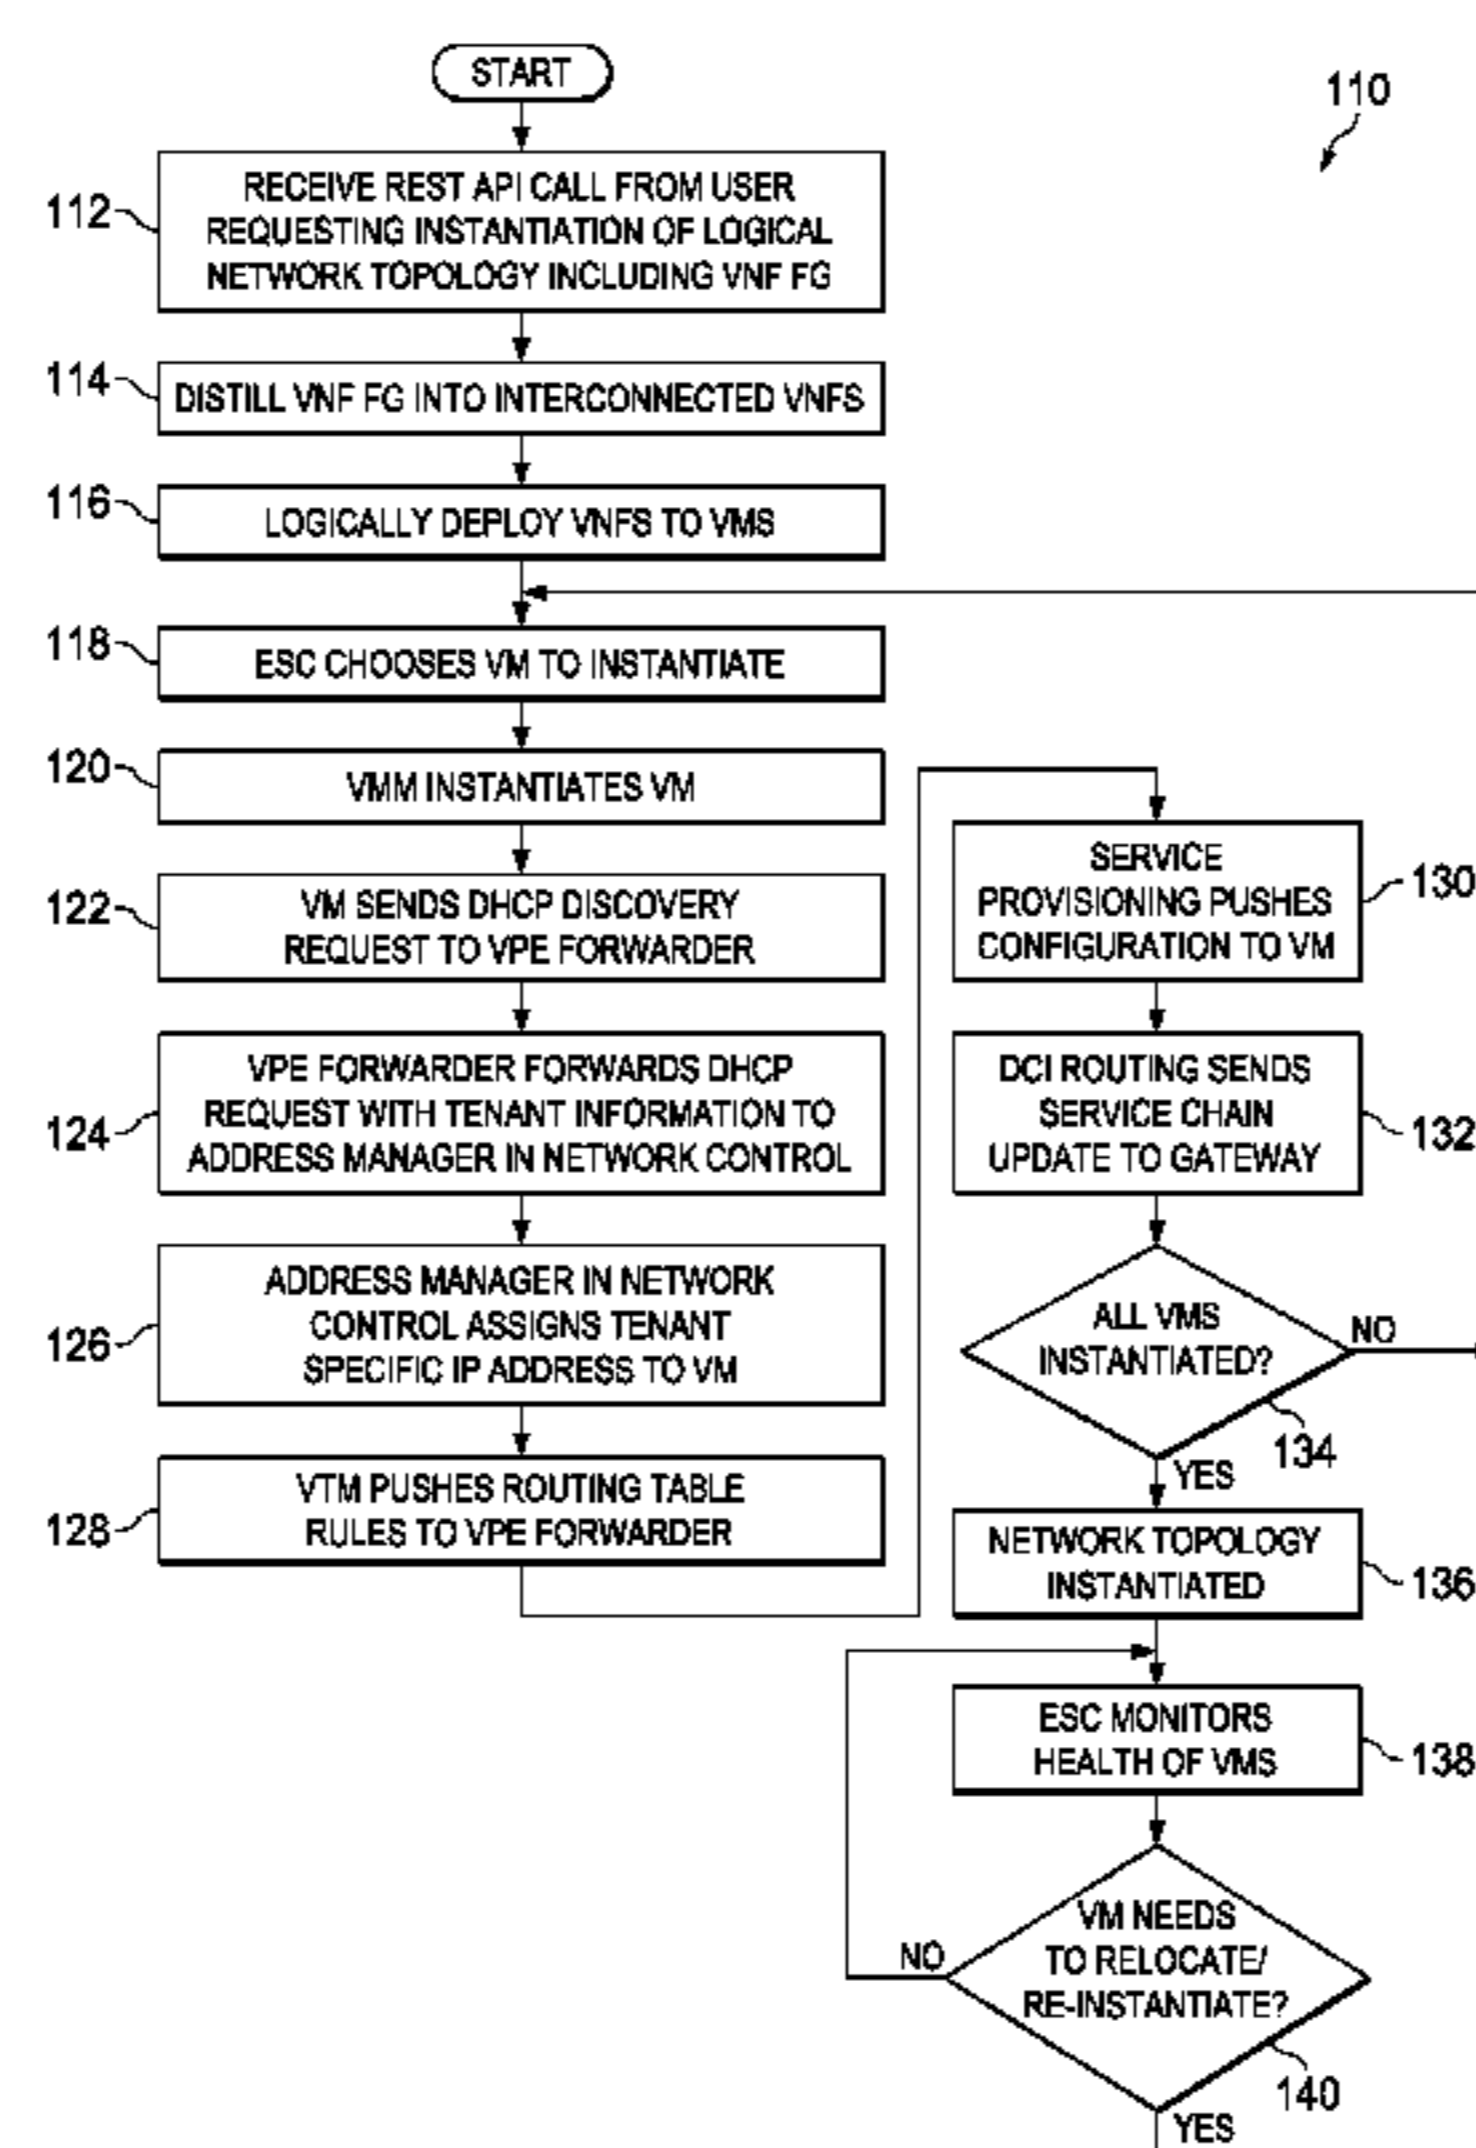 START
110
112
RECEIVE REST API CALL FROM USER
REQUESTING INSTANTIATION OF LOGICAL
NETWORK TOPOLOGY INCLUDING VNF FG
114
DISTILL VNF FG INTO INTERCONNECTED VNFS
116
LOGICALLY DEPLOY VNFS TO VMS
118
ESC CHOOSES VM TO INSTANTIATE
120
VMM INSTANTIATES VM
122
VM SENDS DHCP DISCOVERY
REQUEST TO VPE FORWARDER
124
VPE FORWARDER FORWARDS DHCP
REQUEST WITH TENANT INFORMATION TO
ADDRESS MANAGER IN NETWORK CONTROL
126
ADDRESS MANAGER IN NETWORK
CONTROL ASSIGNS TENANT
SPECIFIC IP ADDRESS TO VM
128
VTM PUSHES ROUTING TABLE
RULES TO VPE FORWARDER
SERVICE
PROVISIONING PUSHES
CONFIGURATION TO VM
130
DCI ROUTING SENDS
SERVICE CHAIN
UPDATE TO GATEWAY
132
ALL VMS
INSTANTIATED?
NO
134
YES
NETWORK TOPOLOGY
INSTANTIATED
136
ESC MONITORS
HEALTH OF VMS
138
VM NEEDS
TO RELOCATE/
RE-INSTANTIATE?
NO
140
YES